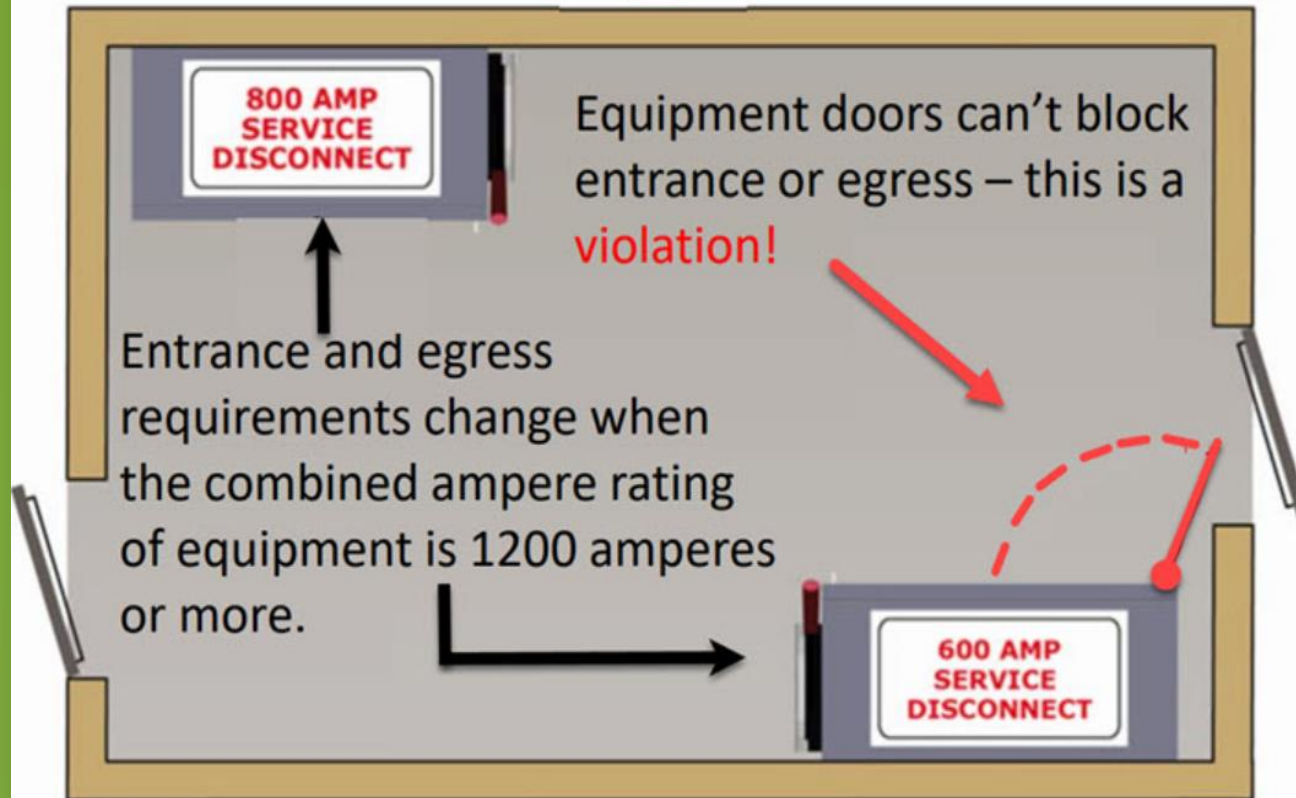 800 AMP
SERVICE
DISCONNECT
Equipment doors can’t block
entrance or egress – this is a
violation!
Entrance and egress
requirements change when
the combined ampere rating
of equipment is 1200 amperes
or more.
600 AMP
SERVICE
DISCONNECT